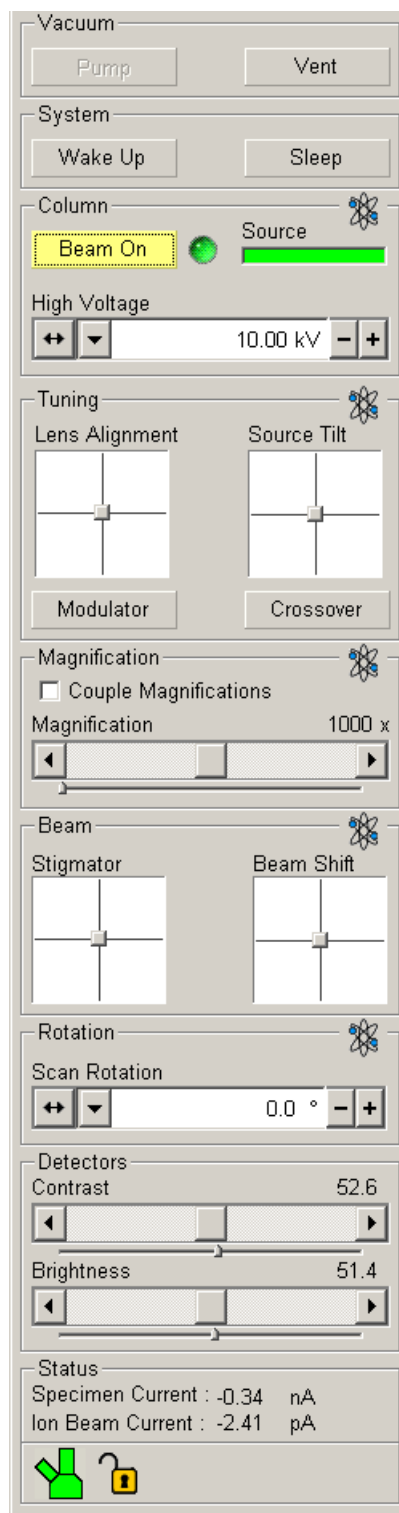 Vacuum
Pump Vent
System
Wake Up Sleep
Column
Source
Beam On
High Voltage
10.00 kV
Tuning
Lens Alignment Source Tilt
Modulator Crossover
Magnification
Couple Magnifications
Magnification 1000 x
Beam
Stigmator Beam Shift
Rotation
Scan Rotation
0.0 °
Detectors
Contrast 52.6
Brightness 51.4
Status
Specimen Current : -0.34 nA
Ion Beam Current : -2.41 pA